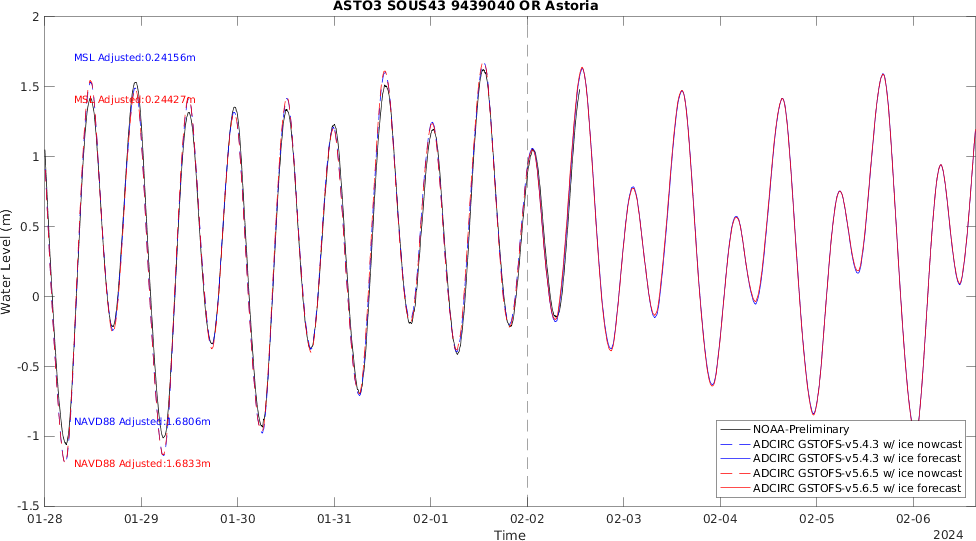 ASTO3 SOUS43 9439040 OR Astoria
2
1.5
1
0.5
0
-0.5
-1
-1.5
Water Level (m)
MSL Adjusted:0.24156m
MSL Adjusted:0.24427m
NAVD88 Adjusted:1.6806m
NAVD88 Adjusted:1.6833m
NOAA-Preliminary
ADCIRC GSTOFS-v5.4.3 w/ ice nowcast
ADCIRC GSTOFS-v5.4.3 w/ ice forecast
ADCIRC GSTOFS-v5.6.5 w/ ice nowcast
ADCIRC GSTOFS-v5.6.5 w/ ice forecast
01-28 01-29 01-30 01-31 02-01 02-02 02-03 02-04 02-05 02-06
Time
2024